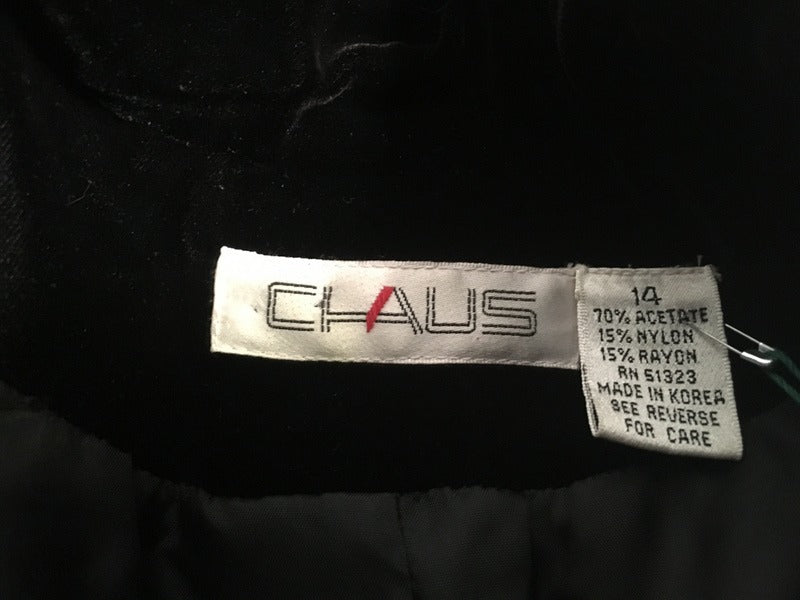 CHAUS
14
70% ACETATE
15% NYLON
15% RAYON
RN 51323
MADE IN KOREA
SEE REVERSE
FOR CARE